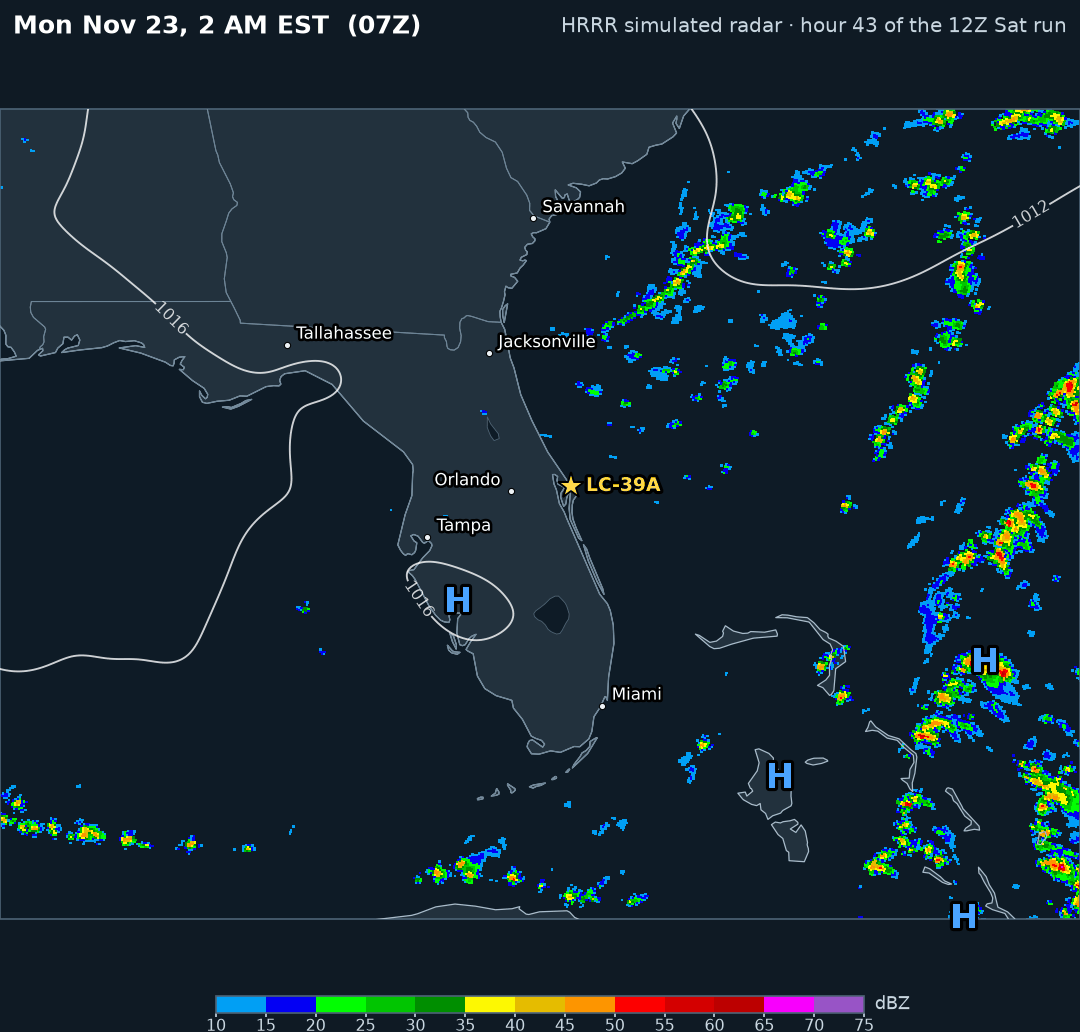 Mon Nov 23, 2 AM EST (07Z)
HRRR simulated radar · hour 43 of the 12Z Sat run
Savannah
1012
1016
Tallahassee
Jacksonville
Orlando
LC-39A
Tampa
1016
H
H
Miami
H
H
dBZ
10 15 20 25 30 35 40 45 50 55 60 65 70 75